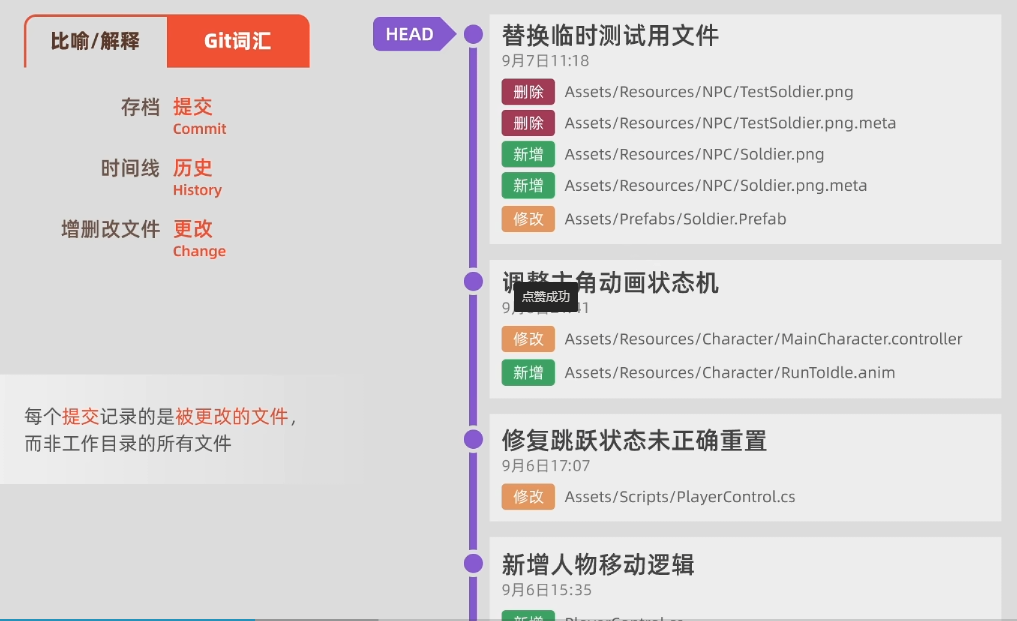 比喻/解释 Git词汇
存档 提交
Commit
时间线 历史
History
增删改文件 更改
Change
每个提交记录的是被更改的文件,
而非工作目录的所有文件
HEAD
替换临时测试用文件
9月7日11:18
删除 Assets/Resources/NPC/TestSoldier.png
删除 Assets/Resources/NPC/TestSoldier.png.meta
新增 Assets/Resources/NPC/Soldier.png
新增 Assets/Resources/NPC/Soldier.png.meta
修改 Assets/Prefabs/Soldier.Prefab
调整主角动画状态机
点赞成功
修改 Assets/Resources/Character/MainCharacter.controller
新增 Assets/Resources/Character/RunToIdle.anim
修复跳跃状态未正确重置
9月6日17:07
修改 Assets/Scripts/PlayerControl.cs
新增人物移动逻辑
9月6日15:35
新增 PlayerControl.cs